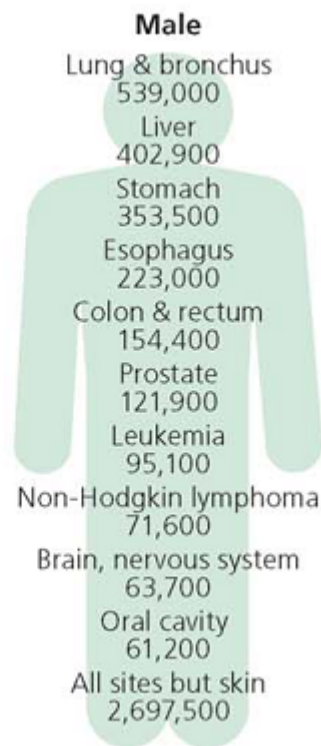 Male
Lung & bronchus
539,000
Liver
402,900
Stomach
353,500
Esophagus
223,000
Colon & rectum
154,400
Prostate
121,900
Leukemia
95,100
Non-Hodgkin lymphoma
71,600
Brain, nervous system
63,700
Oral cavity
61,200
All sites but skin
2,697,500